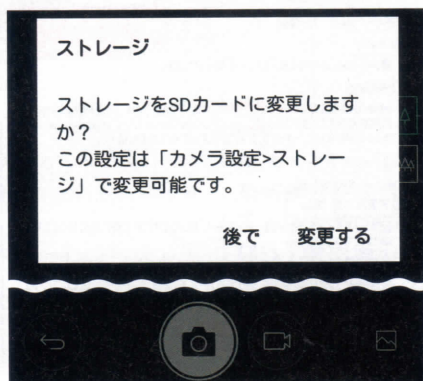 ストレージ
ストレージをSDカードに変更します
か？
この設定は「カメラ設定>ストレー
ジ」で変更可能です。
後で 変更する